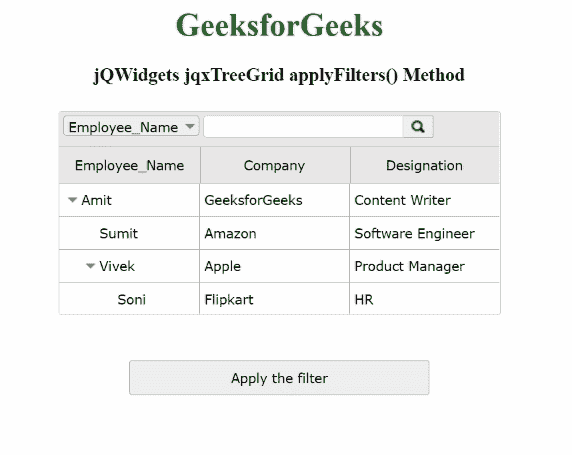 GeeksforGeeks
jQWidgets jqxTreeGrid applyFilters() Method
Employee_Name
Employee_Name Company Designation
Amit GeeksforGeeks Content Writer
Sumit Amazon Software Engineer
Vivek Apple Product Manager
Soni Flipkart HR
Apply the filter